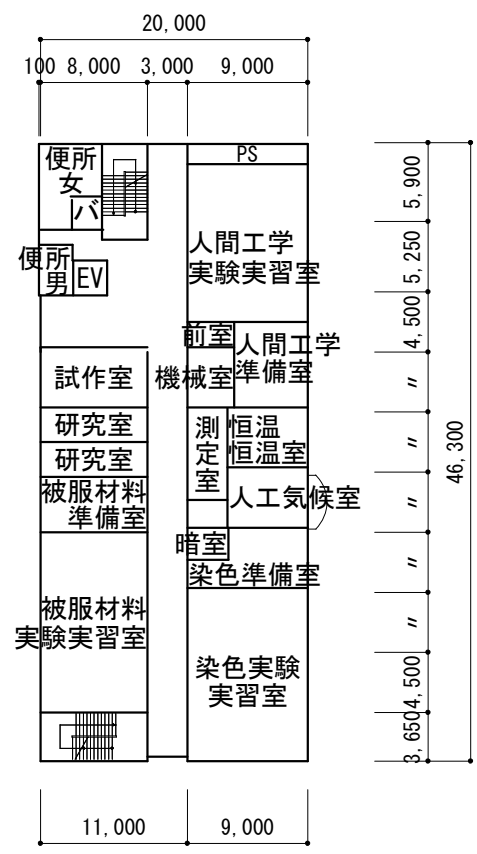 20,000
100 8,000 3,000 9,000
便所
女
バ
PS
人間工学
実験実習室
便所
男
EV
前室
人間工学
準備室
機械室
試作室
研究室
研究室
測
定
室
恒温
恒温室
被服材料
準備室
人工気候室
暗室
染色準備室
被服材料
実験実習室
染色実験
実習室
5,900
5,250
4,500
〃
〃
〃
〃
〃
4,500
3,650
46,300
11,000 9,000